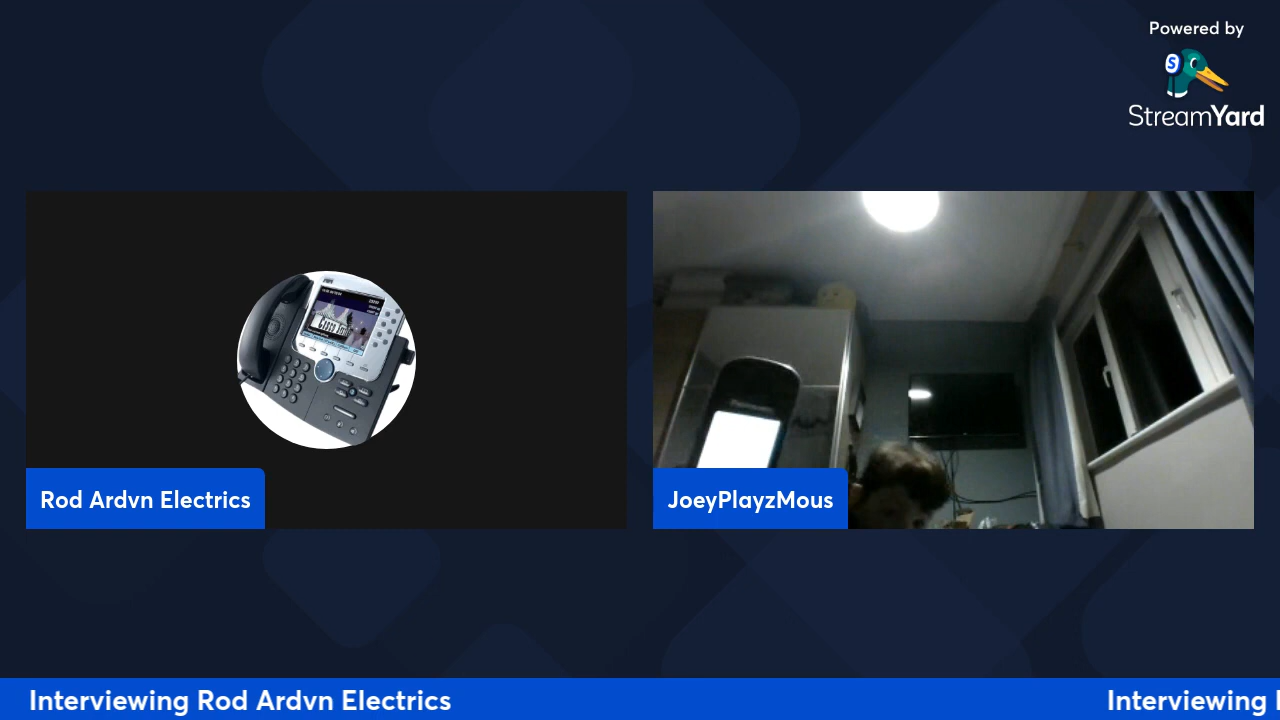 Powered by
S
StreamYard
Rod Ardvn Electrics
JoeyPlayzMous
Interviewing Rod Ardvn Electrics
Interviewing